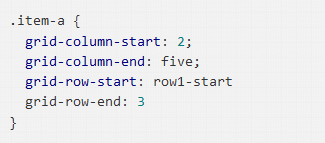 .item-a {
  grid-column-start: 2;
  grid-column-end: five;
  grid-row-start: row1-start
  grid-row-end: 3
}